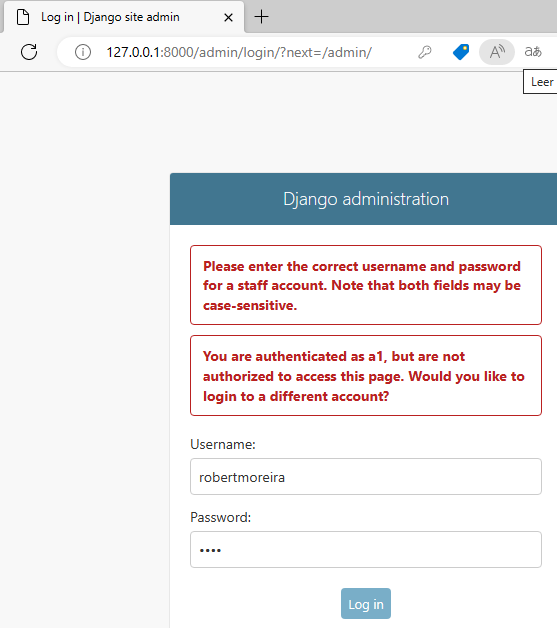 Log in | Django site admin
127.0.0.1:8000/admin/login/?next=/admin/
aあ
Leer
Django administration
Please enter the correct username and password
for a staff account. Note that both fields may be
case-sensitive.
You are authenticated as a1, but are not
authorized to access this page. Would you like to
login to a different account?
Username:
robertmoreira
Password:
••••
Log in